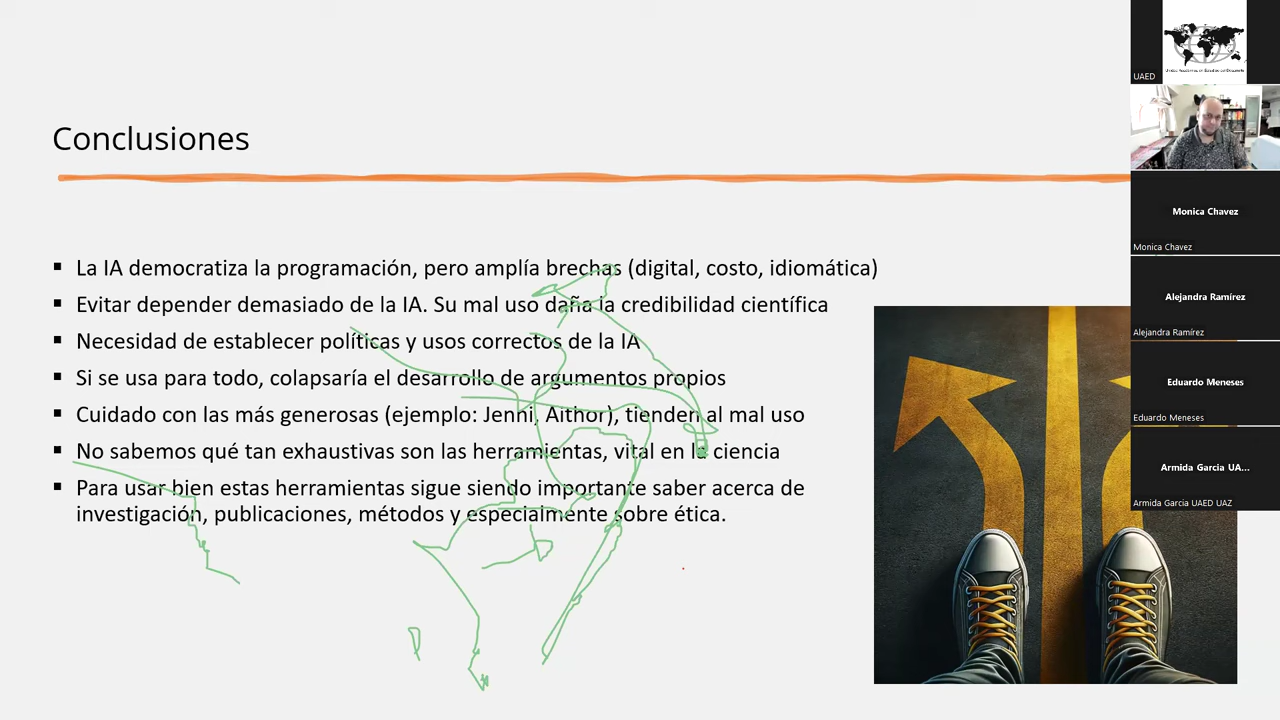 Conclusiones
▪ La IA democratiza la programación, pero amplía brechas (digital, costo, idiomática)
▪ Evitar depender demasiado de la IA. Su mal uso daña la credibilidad científica
▪ Necesidad de establecer políticas y usos correctos de la IA
▪ Si se usa para todo, colapsaría el desarrollo de argumentos propios
▪ Cuidado con las más generosas (ejemplo: Jenni, Aithor), tienden al mal uso
▪ No sabemos qué tan exhaustivas son las herramientas, vital en la ciencia
▪ Para usar bien estas herramientas sigue siendo importante saber acerca de
investigación, publicaciones, métodos y especialmente sobre ética.
UAED
Monica Chavez
Monica Chavez
Alejandra Ramírez
Alejandra Ramírez
Eduardo Meneses
Eduardo Meneses
Armida Garcia UA...
Armida Garcia UAED UAZ